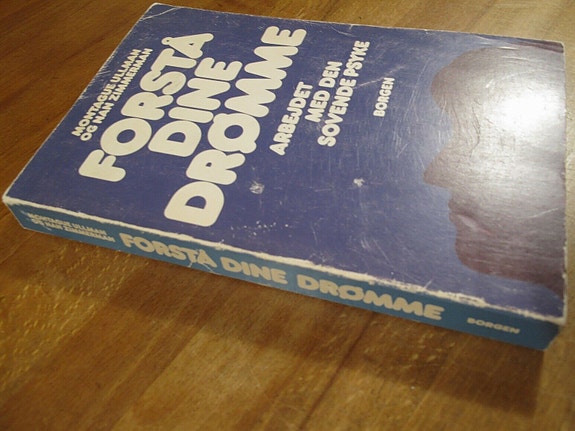 MONTAGUE ULLMAN
OG NAN ZIMMERMAN
FORSTÅ
DINE
DRØMME
ARBEJDET
MED DEN
SOVENDE PSYKE
BORGEN
MONTAGUE ULLMAN
OG NAN ZIMMERMAN
FORSTÅ DINE DRØMME
BORGEN